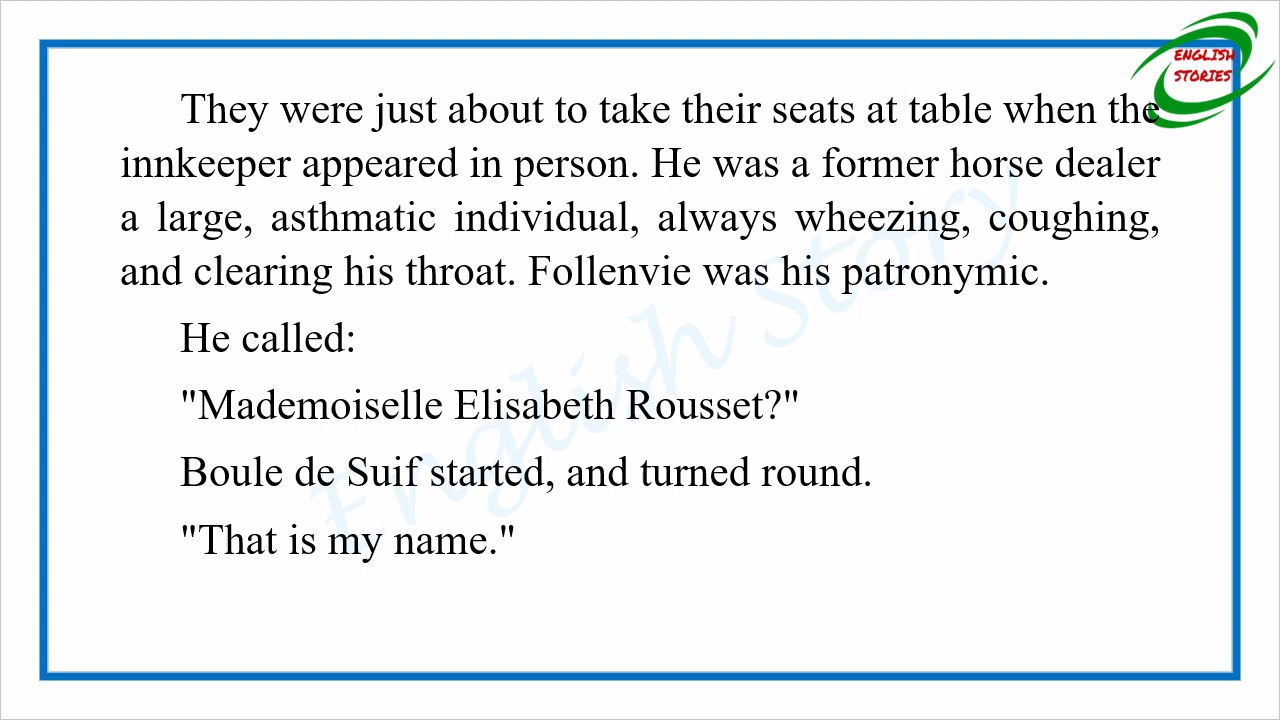 ENGLISH
STORIES
They were just about to take their seats at table when the
innkeeper appeared in person. He was a former horse dealer
a large, asthmatic individual, always wheezing, coughing,
and clearing his throat. Follenvie was his patronymic.
He called:
"Mademoiselle Elisabeth Rousset?"
Boule de Suif started, and turned round.
"That is my name."
English Story